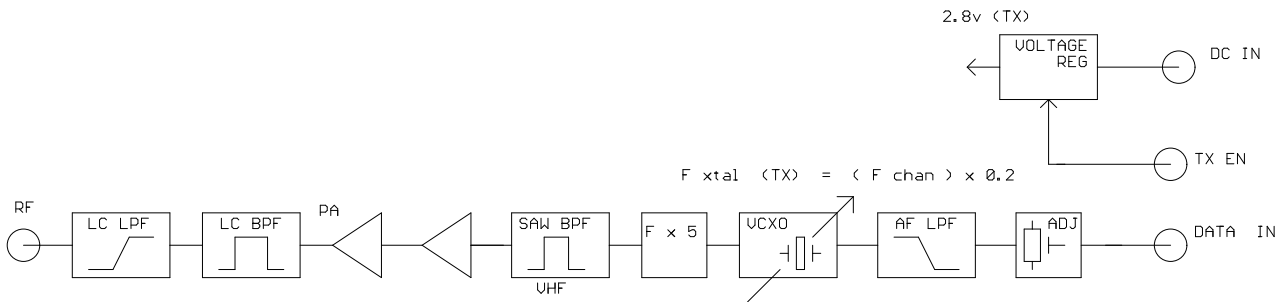 2.8v (TX)
VOLTAGE
REG
DC IN
TX EN
F xtal (TX) = ( F chan ) x 0.2
RF
LC LPF
LC BPF
PA
SAW BPF
VHF
F x 5
VCXO
AF LPF
ADJ
DATA IN